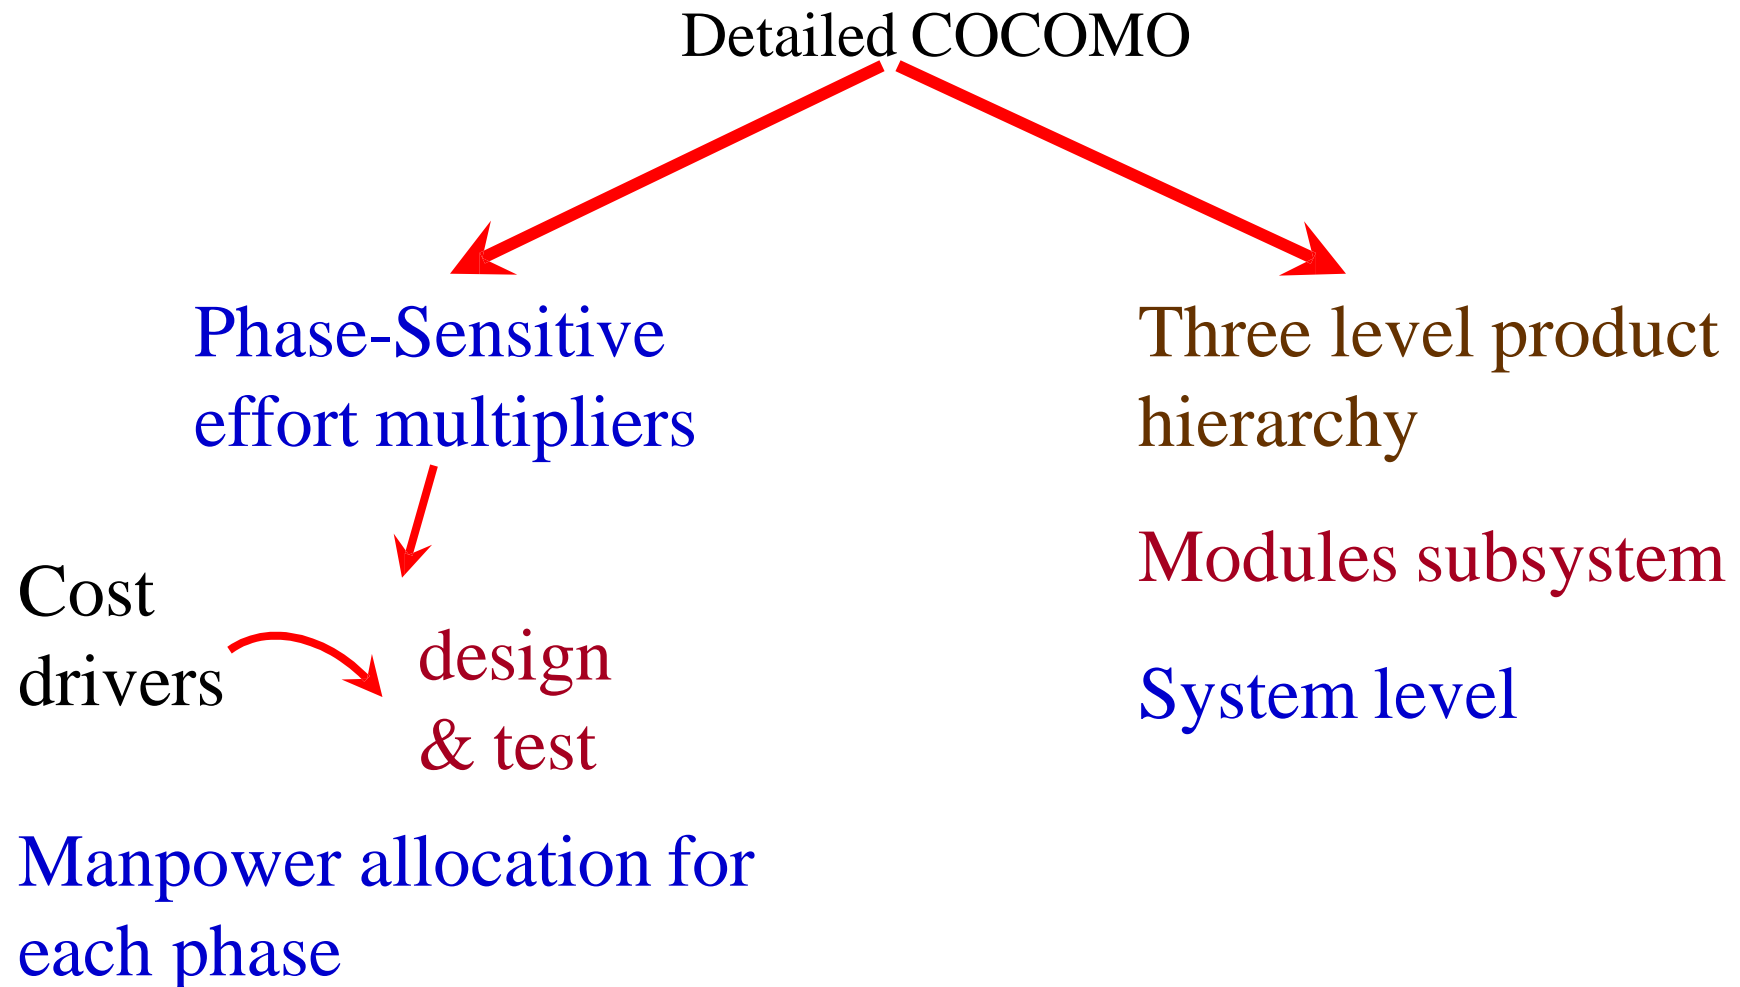 Detailed COCOMO
Phase-Sensitive
effort multipliers
Three level product
hierarchy
Modules subsystem
System level
Cost
drivers
design
& test
Manpower allocation for
each phase